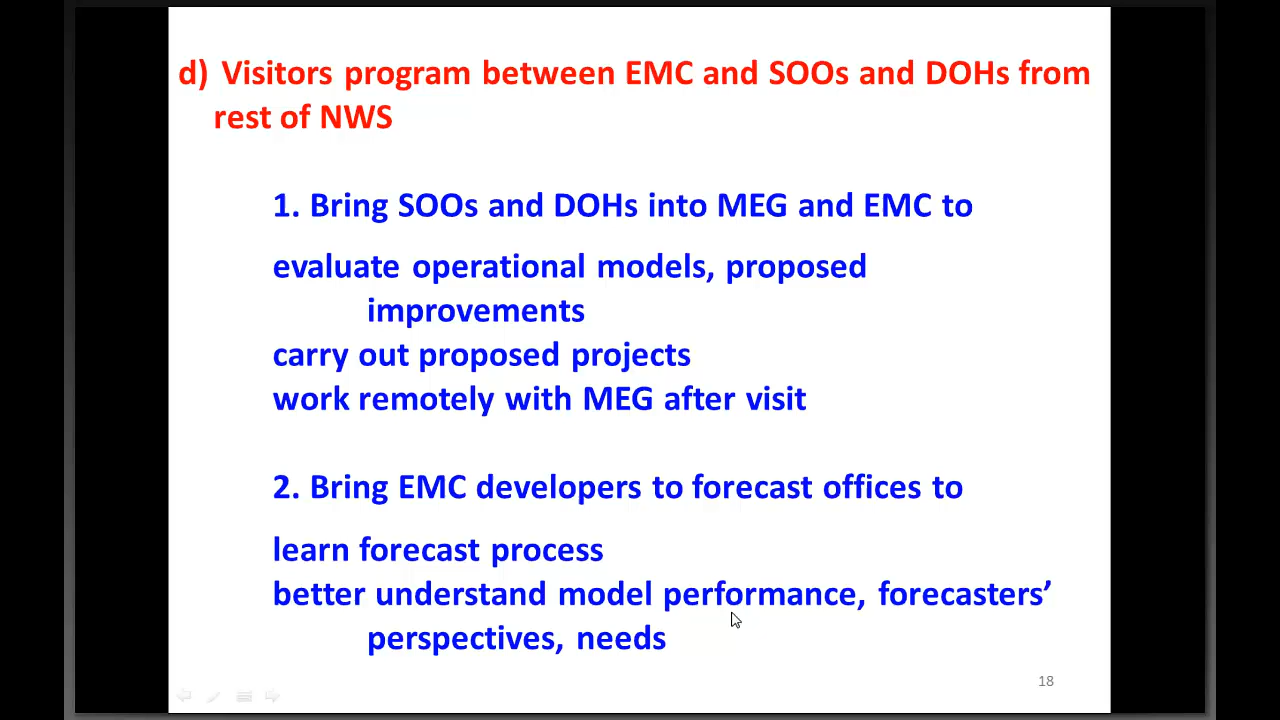 d) Visitors program between EMC and SOOs and DOHs from
rest of NWS
1. Bring SOOs and DOHs into MEG and EMC to
evaluate operational models, proposed
improvements
carry out proposed projects
work remotely with MEG after visit
2. Bring EMC developers to forecast offices to
learn forecast process
better understand model performance, forecasters’
perspectives, needs
18